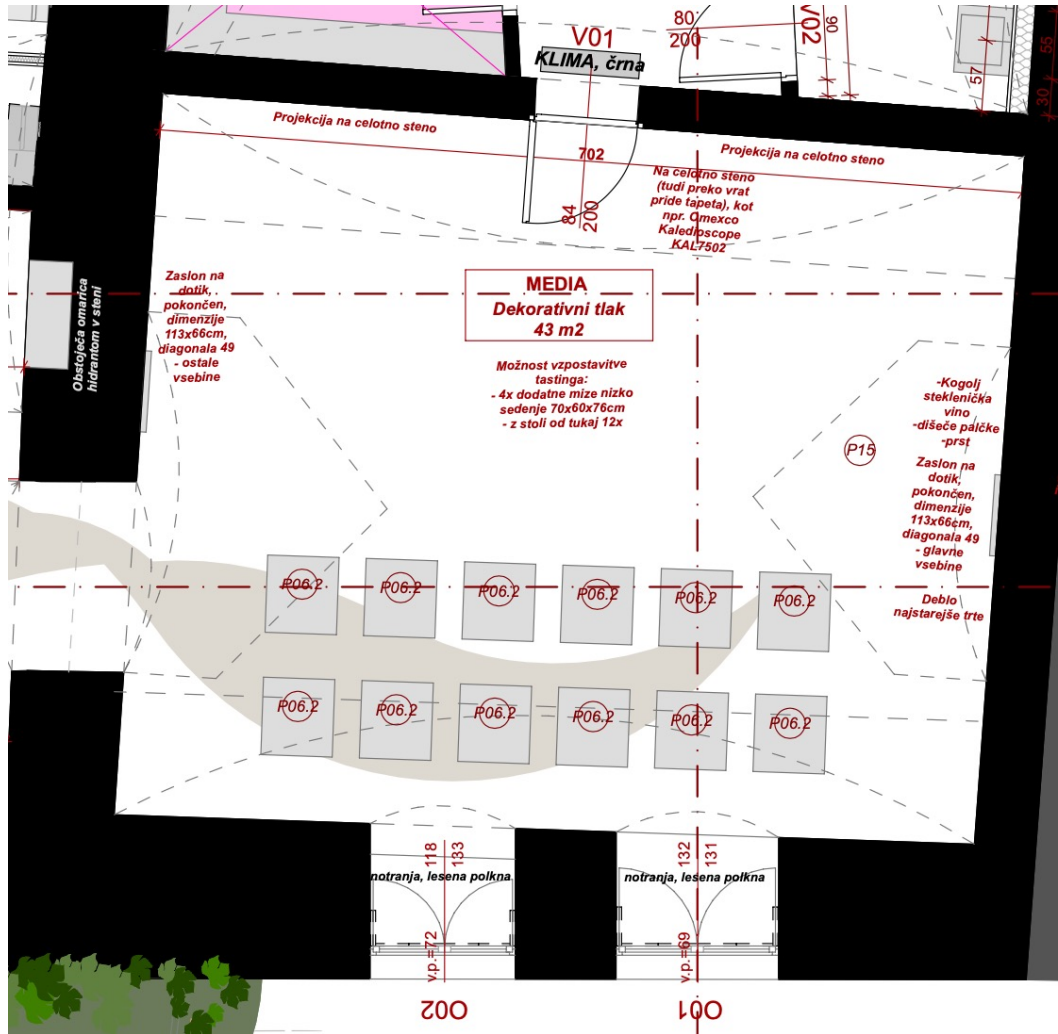 80
200
V02
90
57
55
30
V01
KLIMA, črna
Projekcija na celotno steno
702
Projekcija na celotno steno
84
200
Na celotno steno
(tudi preko vrat
pride tapeta), kot
npr. Omexco
Kaledioscope
KAL7502
Obstoječa omarica
hidrantom v steni
Zaslon na
dotik,
pokončen,
dimenzije
113x66cm,
diagonala 49
- ostale
vsebine
MEDIA
Dekorativni tlak
43 m2
Možnost vzpostavitve
tastinga:
- 4x dodatne mize nizko
sedenje 70x60x76cm
- z stoli od tukaj 12x
P15
-Kogolj
steklenička
vino
-dišeče palčke
-prst
Zaslon na
dotik,
pokončen,
dimenzije
113x66cm,
diagonala 49
- glavne
vsebine
Deblo
najstarejše trte
P06.2
P06.2
P06.2
P06.2
P06.2
P06.2
P06.2
P06.2
P06.2
P06.2
P06.2
P06.2
118
133
132
131
notranja, lesena polkna
notranja, lesena polkna
v.p.=72
v.p.=69
O02
O01